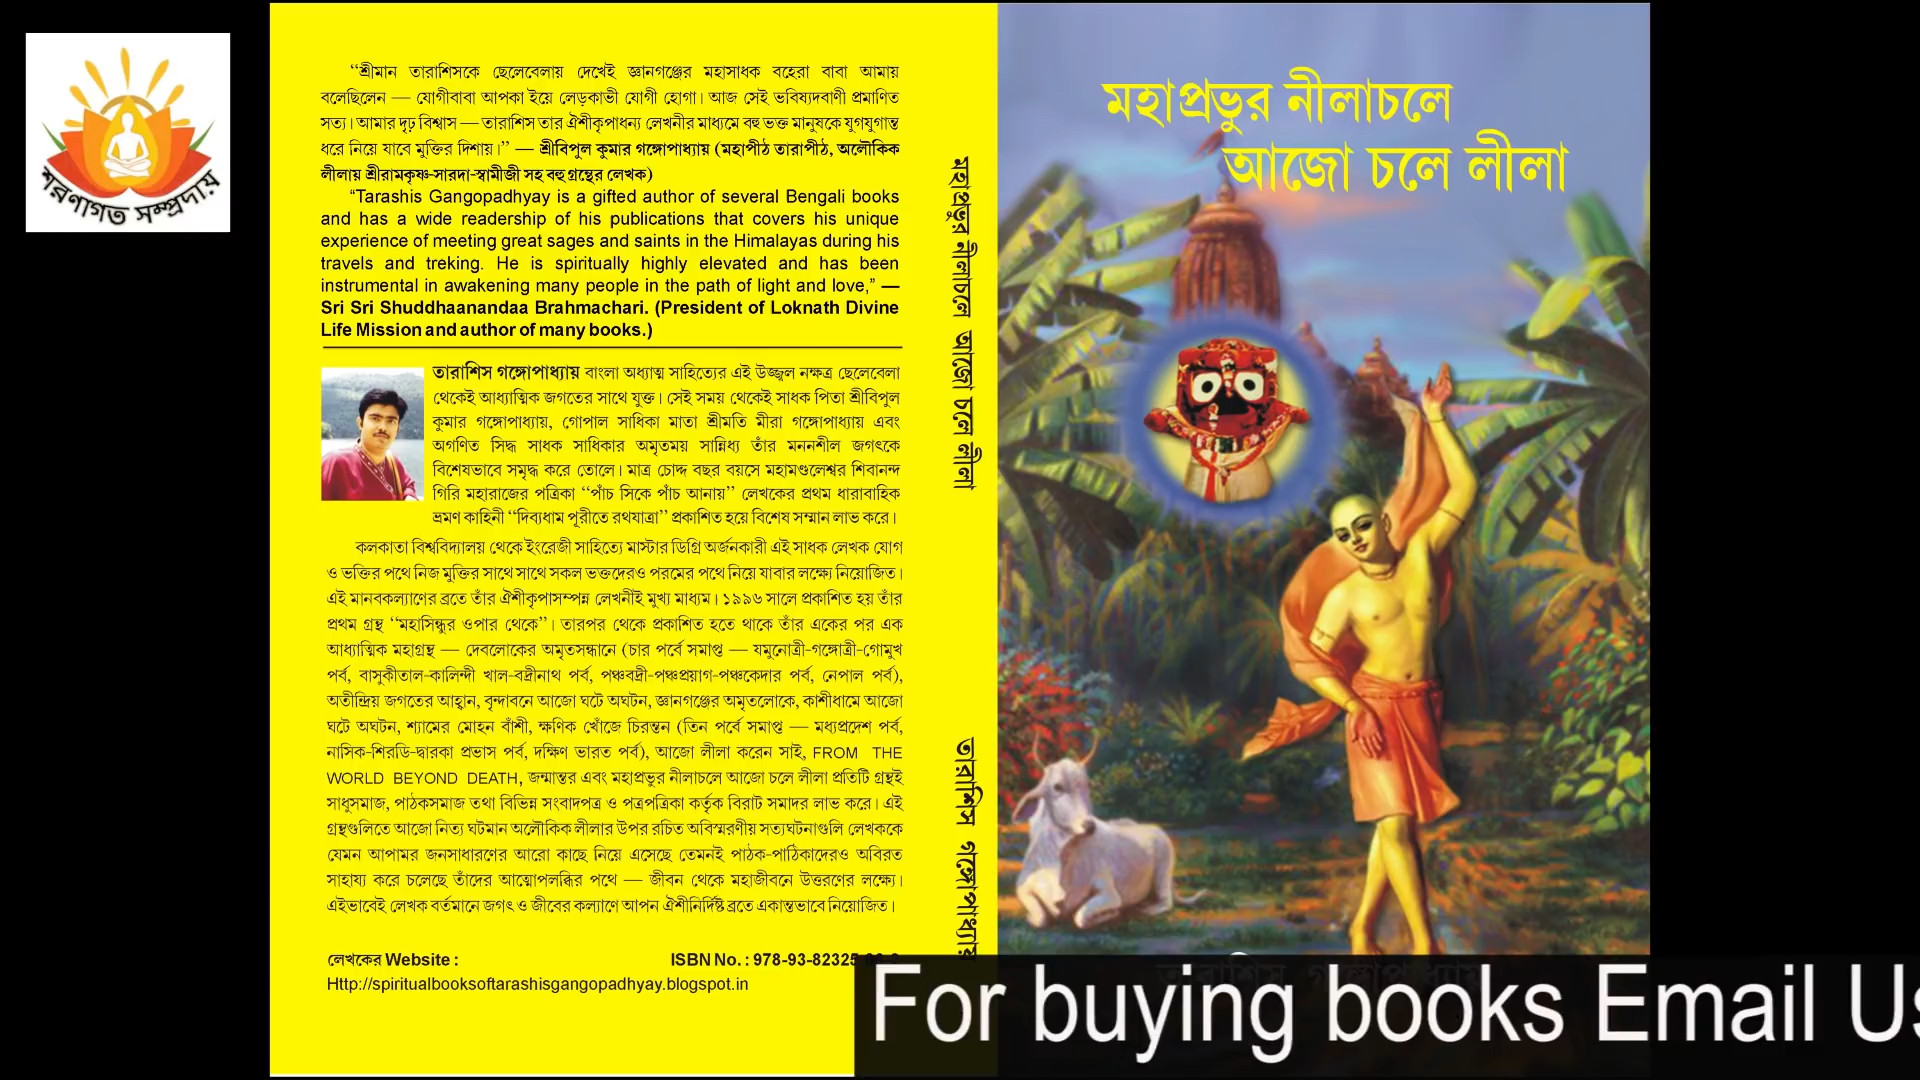 শরণাগত সম্প্রদায়
“শ্রীমান তারাশিসকে ছেলেবেলায় দেখেই জ্ঞানগঞ্জের মহাসাধক বহেরা বাবা আমায়
বলেছিলেন — যোগীবাবা আপকা ইয়ে লেড়কাভী যোগী হোগা। আজ সেই ভবিষ্যদবাণী প্রমাণিত
সত্য। আমার দৃঢ় বিশ্বাস — তারাশিস তার ঐশীকৃপাধন্য লেখনীর মাধ্যমে বহু ভক্ত মানুষকে যুগযুগান্ত
ধরে নিয়ে যাবে মুক্তির দিশায়।” — শ্রীবিপুল কুমার গঙ্গোপাধ্যায় (মহাপীঠ তারাপীঠ, অলৌকিক
লীলায় শ্রীরামকৃষ্ণ-সারদা-স্বামীজী সহ বহু গ্রন্থের লেখক)
“Tarashis Gangopadhyay is a gifted author of several Bengali books
and has a wide readership of his publications that covers his unique
experience of meeting great sages and saints in the Himalayas during his
travels and treking. He is spiritually highly elevated and has been
instrumental in awakening many people in the path of light and love,” —
Sri Sri Shuddhaanandaa Brahmachari. (President of Loknath Divine
Life Mission and author of many books.)
তারাশিস গঙ্গোপাধ্যায় বাংলা অধ্যাত্ম সাহিত্যের এই উজ্জ্বল নক্ষত্র ছেলেবেলা
থেকেই আধ্যাত্মিক জগতের সাথে যুক্ত। সেই সময় থেকেই সাধক পিতা শ্রীবিপুল
কুমার গঙ্গোপাধ্যায়, গোপাল সাধিকা মাতা শ্রীমতি মীরা গঙ্গোপাধ্যায় এবং
অগণিত সিদ্ধ সাধক সাধিকার অমৃতময় সান্নিধ্য তাঁর মননশীল জগৎকে
বিশেষভাবে সমৃদ্ধ করে তোলে। মাত্র চোদ্দ বছর বয়সে মহামণ্ডলেশ্বর শিবানন্দ
গিরি মহারাজের পত্রিকা “পাঁচ সিকে পাঁচ আনায়” লেখকের প্রথম ধারাবাহিক
ভ্রমণ কাহিনী “দিব্যধাম পুরীতে রথযাত্রা” প্রকাশিত হয়ে বিশেষ সম্মান লাভ করে।
কলকাতা বিশ্ববিদ্যালয় থেকে ইংরেজী সাহিত্যে মাস্টার ডিগ্রি অর্জনকারী এই সাধক লেখক যোগ
ও ভক্তির পথে নিজ মুক্তির সাথে সাথে সকল ভক্তদেরও পরমের পথে নিয়ে যাবার লক্ষ্যে নিয়োজিত।
এই মানবকল্যাণের ব্রতে তাঁর ঐশীকৃপাসম্পন্ন লেখনীই মুখ্য মাধ্যম। ১৯৯৬ সালে প্রকাশিত হয় তাঁর
প্রথম গ্রন্থ “মহাসিন্ধুর ওপার থেকে”। তারপর থেকে প্রকাশিত হতে থাকে তাঁর একের পর এক
আধ্যাত্মিক মহাগ্রন্থ — দেবলোকের অমৃতসন্ধানে (চার পর্বে সমাপ্ত — যমুনোত্রী-গঙ্গোত্রী-গোমুখ
পর্ব, বাসুকীতাল-কালিন্দী খাল-বদ্রীনাথ পর্ব, পঞ্চবদ্রী-পঞ্চপ্রয়াগ-পঞ্চকেদার পর্ব, নেপাল পর্ব),
অতীন্দ্রিয় জগতের আহ্বান, বৃন্দাবনে আজো ঘটে অঘটন, জ্ঞানগঞ্জের অমৃতলোকে, কাশীধামে আজো
ঘটে অঘটন, শ্যামের মোহন বাঁশী, ক্ষণিক খোঁজে চিরন্তন (তিন পর্বে সমাপ্ত — মধ্যপ্রদেশ পর্ব,
নাসিক-শিরডি-দ্বারকা প্রভাস পর্ব, দক্ষিণ ভারত পর্ব), আজো লীলা করেন সাই, FROM THE
WORLD BEYOND DEATH, জন্মান্তর এবং মহাপ্রভুর নীলাচলে আজো চলে লীলা প্রতিটি গ্রন্থই
সাধুসমাজ, পাঠকসমাজ তথা বিভিন্ন সংবাদপত্র ও পত্রপত্রিকা কর্তৃক বিরাট সমাদর লাভ করে। এই
গ্রন্থগুলিতে আজো নিত্য ঘটমান অলৌকিক লীলার উপর রচিত অবিস্মরণীয় সত্যঘটনাগুলি লেখককে
যেমন আপামর জনসাধারণের আরো কাছে নিয়ে এসেছে তেমনই পাঠক-পাঠিকাদেরও অবিরত
সাহায্য করে চলেছে তাঁদের আত্মোপলব্ধির পথে — জীবন থেকে মহাজীবনে উত্তরণের লক্ষ্যে।
এইভাবেই লেখক বর্তমানে জগৎ ও জীবের কল্যাণে আপন ঐশীনির্দিষ্ট ব্রতে একান্তভাবে নিয়োজিত।
লেখকের Website :
ISBN No. : 978-93-82325
Http://spiritualbooksoftarashisgangopadhyay.blogspot.in
মহাপ্রভুর নীলাচলে আজো চলে লীলা
তারাশিস গঙ্গোপাধ্যায়
মহাপ্রভুর নীলাচলে
আজো চলে লীলা
তারাশিস গঙ্গোপাধ্যায়
For buying books Email Us